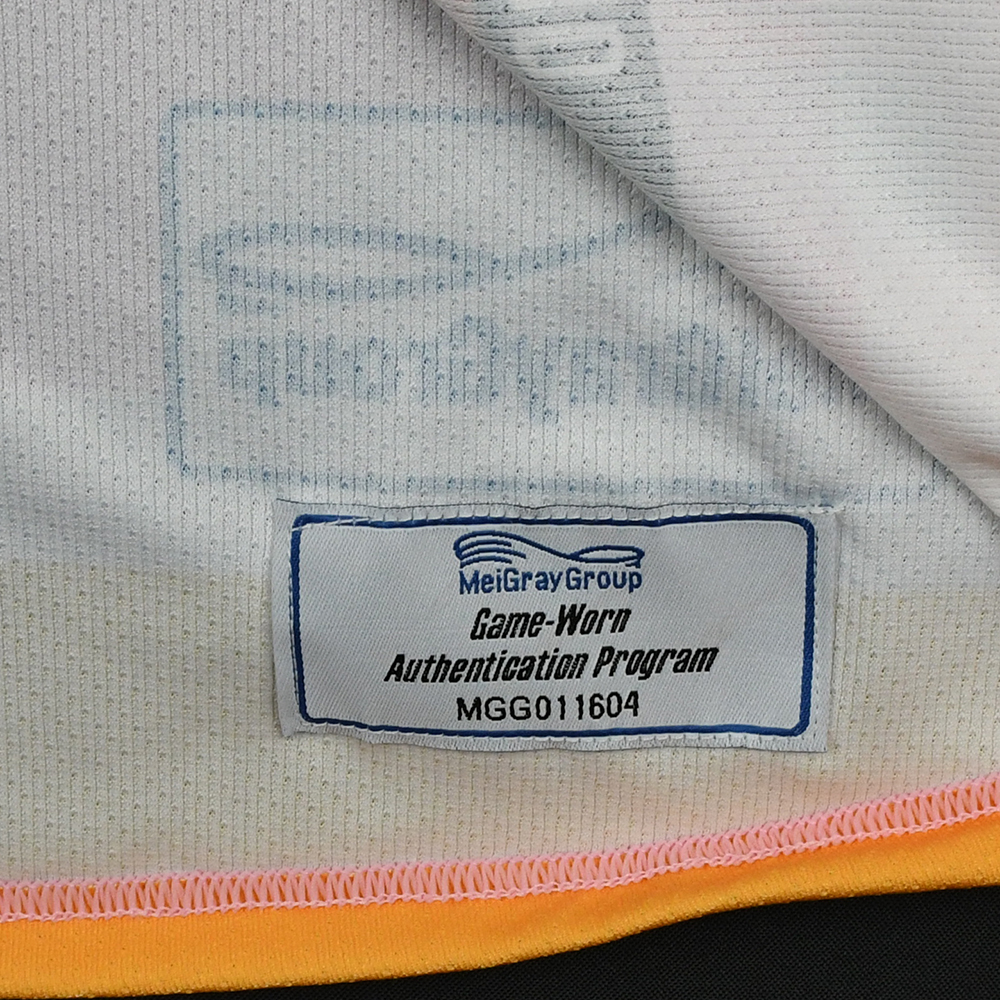 MeiGrayGroup
Game-Worn
Authentication Program
MGG011604